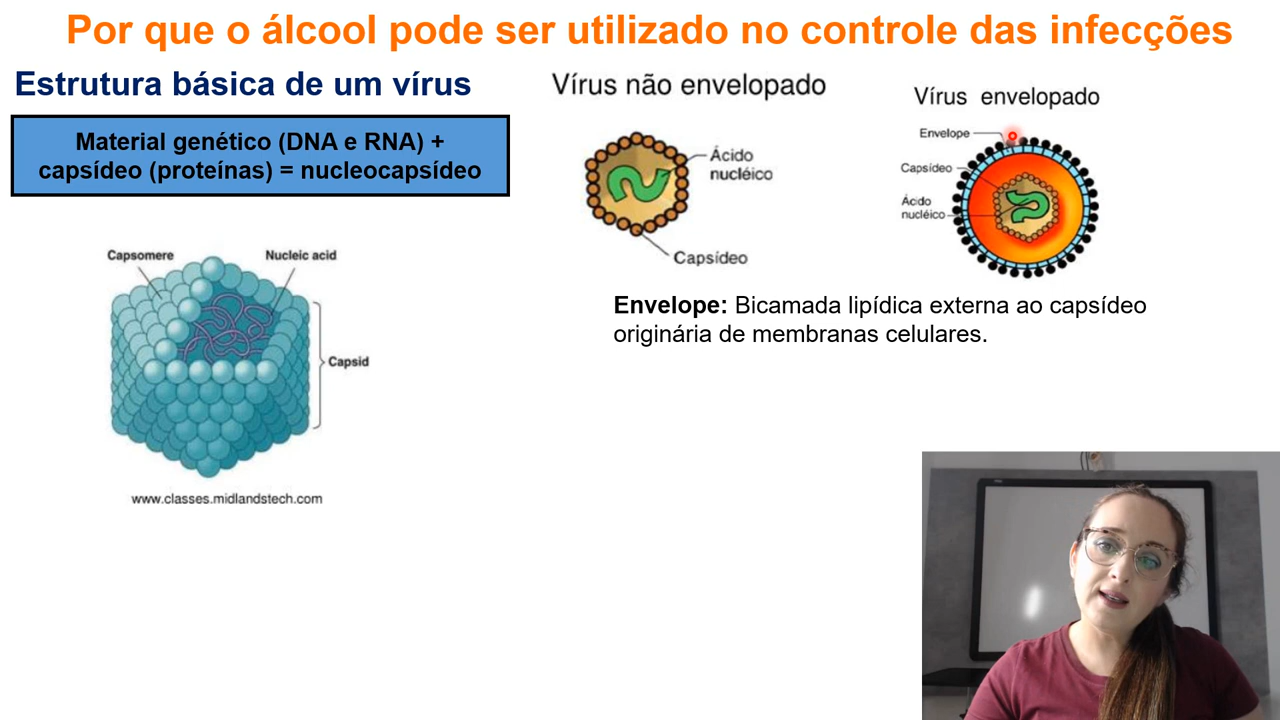 Por que o álcool pode ser utilizado no controle das infecções
Estrutura básica de um vírus
Material genético (DNA e RNA) +
capsídeo (proteínas) = nucleocapsídeo
Capsomere
Nucleic acid
Capsid
www.classes.midlandstech.com
Vírus não envelopado
Ácido
nucléico
Capsídeo
Vírus envelopado
Envelope
Capsídeo
Ácido
nucléico
Envelope: Bicamada lipídica externa ao capsídeo
originária de membranas celulares.